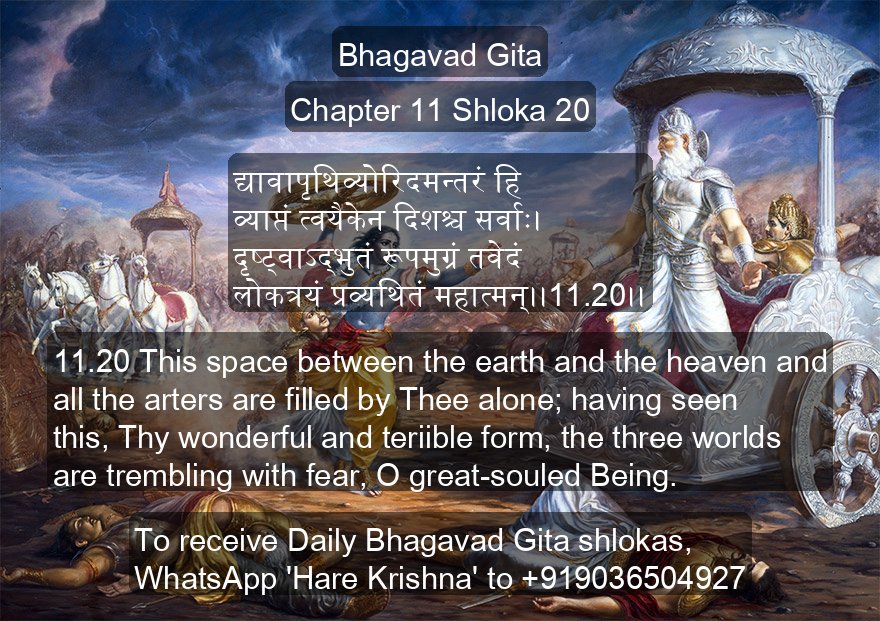 Bhagavad Gita
Chapter 11 Shloka 20
द्यावापृथिव्योरिदमन्तरं हि
व्याप्तं त्वयैकेन दिशश्च सर्वाः।
दृष्ट्वाऽद्भुतं रूपमुग्रं तवेदं
लोकत्रयं प्रव्यथितं महात्मन्।।11.20।।
11.20 This space between the earth and the heaven and
all the arters are filled by Thee alone; having seen
this, Thy wonderful and teriible form, the three worlds
are trembling with fear, O great-souled Being.
To receive Daily Bhagavad Gita shlokas,
WhatsApp 'Hare Krishna' to +919036504927